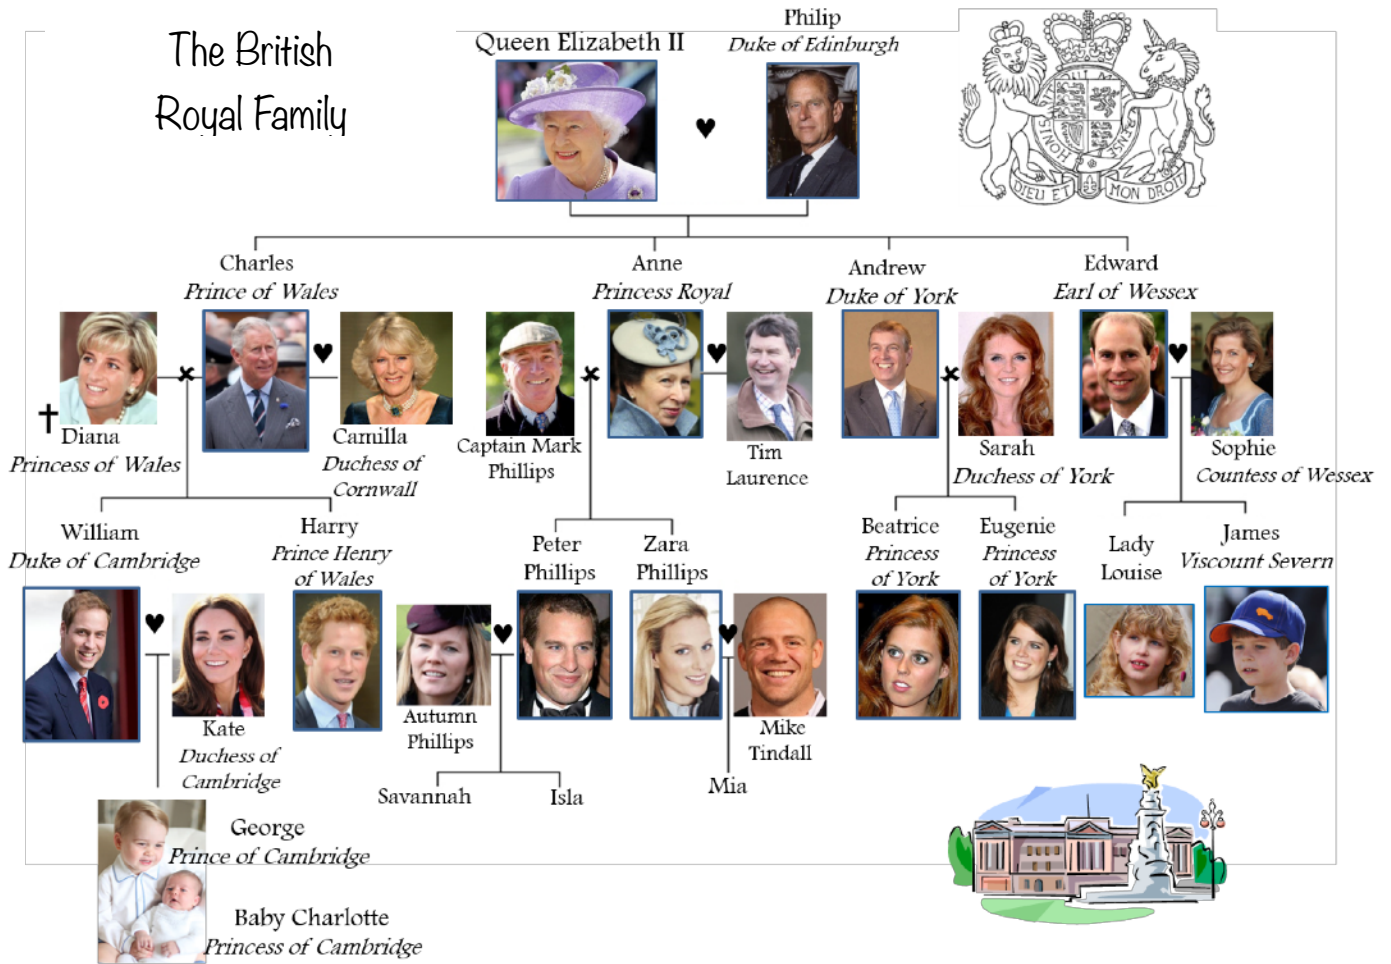 The British
Royal Family
Queen Elizabeth II
Philip
Duke of Edinburgh
DIEU ET MON DROIT
Charles
Prince of Wales
Anne
Princess Royal
Andrew
Duke of York
Edward
Earl of Wessex
Diana
Princess of Wales
Camilla
Duchess of
Cornwall
Captain Mark
Phillips
Tim
Laurence
Sarah
Duchess of York
Sophie
Countess of Wessex
William
Duke of Cambridge
Harry
Prince Henry
of Wales
Peter
Phillips
Zara
Phillips
Beatrice
Princess
of York
Eugenie
Princess
of York
Lady
Louise
James
Viscount Severn
Kate
Duchess of
Cambridge
Autumn
Phillips
Mike
Tindall
Savannah
Isla
Mia
George
Prince of Cambridge
Baby Charlotte
Princess of Cambridge